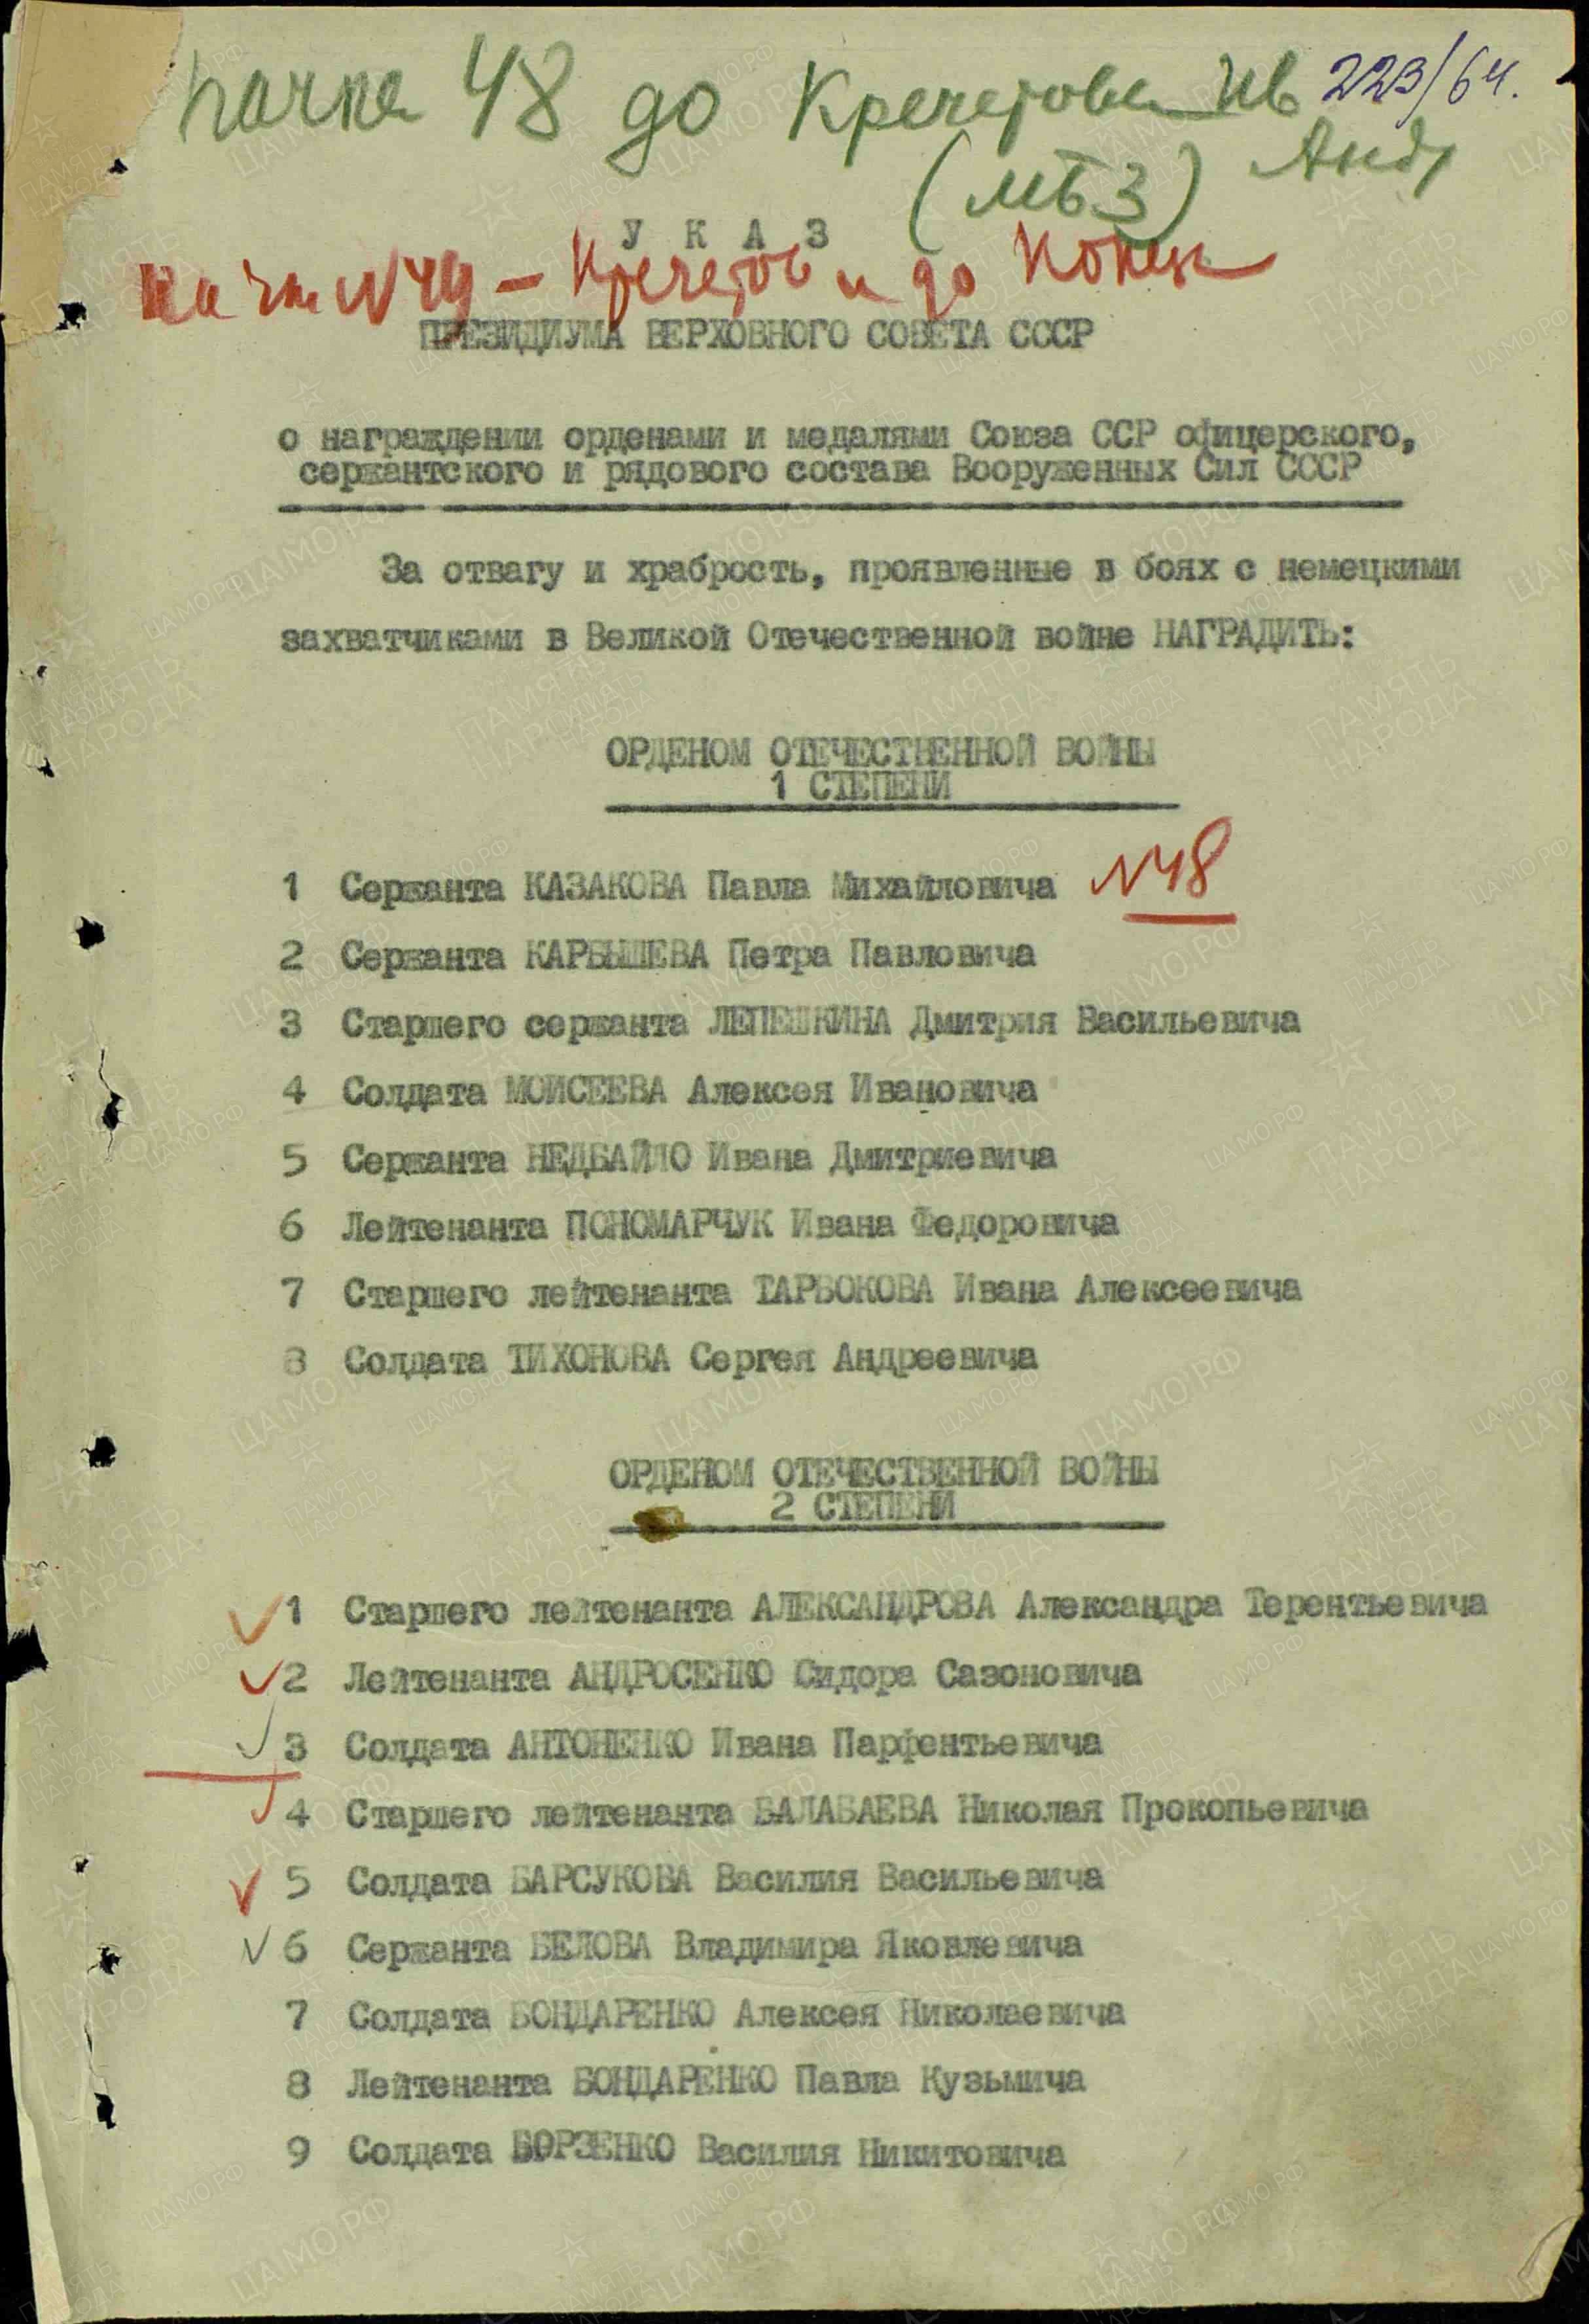 пачка 48 до Кречетова Ив 223/64.
(МБЗ) Андр
УКАЗ
пачка №49 - Кречетов и до конец
ПРЕЗИДИУМА ВЕРХОВНОГО СОВЕТА СССР
о награждении орденами и медалями Союза ССР офицерского,
сержантского и рядового состава Вооруженных Сил СССР
За отвагу и храбрость, проявленные в боях с немецкими
захватчиками в Великой Отечественной войне НАГРАДИТЬ:
ОРДЕНОМ ОТЕЧЕСТВЕННОЙ ВОЙНЫ
1 СТЕПЕНИ
1 Сержанта КАЗАКОВА Павла Михайловича №48
2 Сержанта КАРБЫШЕВА Петра Павловича
3 Старшего сержанта ЛЕПЕШКИНА Дмитрия Васильевича
4 Солдата МОИСЕЕВА Алексея Ивановича
5 Сержанта НЕДБАЙЛО Ивана Дмитриевича
6 Лейтенанта ПОНОМАРЧУК Ивана Федоровича
7 Старшего лейтенанта ТАРБОКОВА Ивана Алексеевича
8 Солдата ТИХОНОВА Сергея Андреевича
ОРДЕНОМ ОТЕЧЕСТВЕННОЙ ВОЙНЫ
2 СТЕПЕНИ
1 Старшего лейтенанта АЛЕКСАНДРОВА Александра Терентьевича
2 Лейтенанта АНДРОСЕНКО Сидора Сазоновича
3 Солдата АНТОНЕНКО Ивана Парфентьевича
4 Старшего лейтенанта БАЛАБАЕВА Николая Прокопьевича
5 Солдата БАРСУКОВА Василия Васильевича
6 Сержанта БЕЛОВА Владимира Яковлевича
7 Солдата БОНДАРЕНКО Алексея Николаевича
8 Лейтенанта БОНДАРЕНКО Павла Кузьмича
9 Солдата БОРЗЕНКО Василия Никитовича